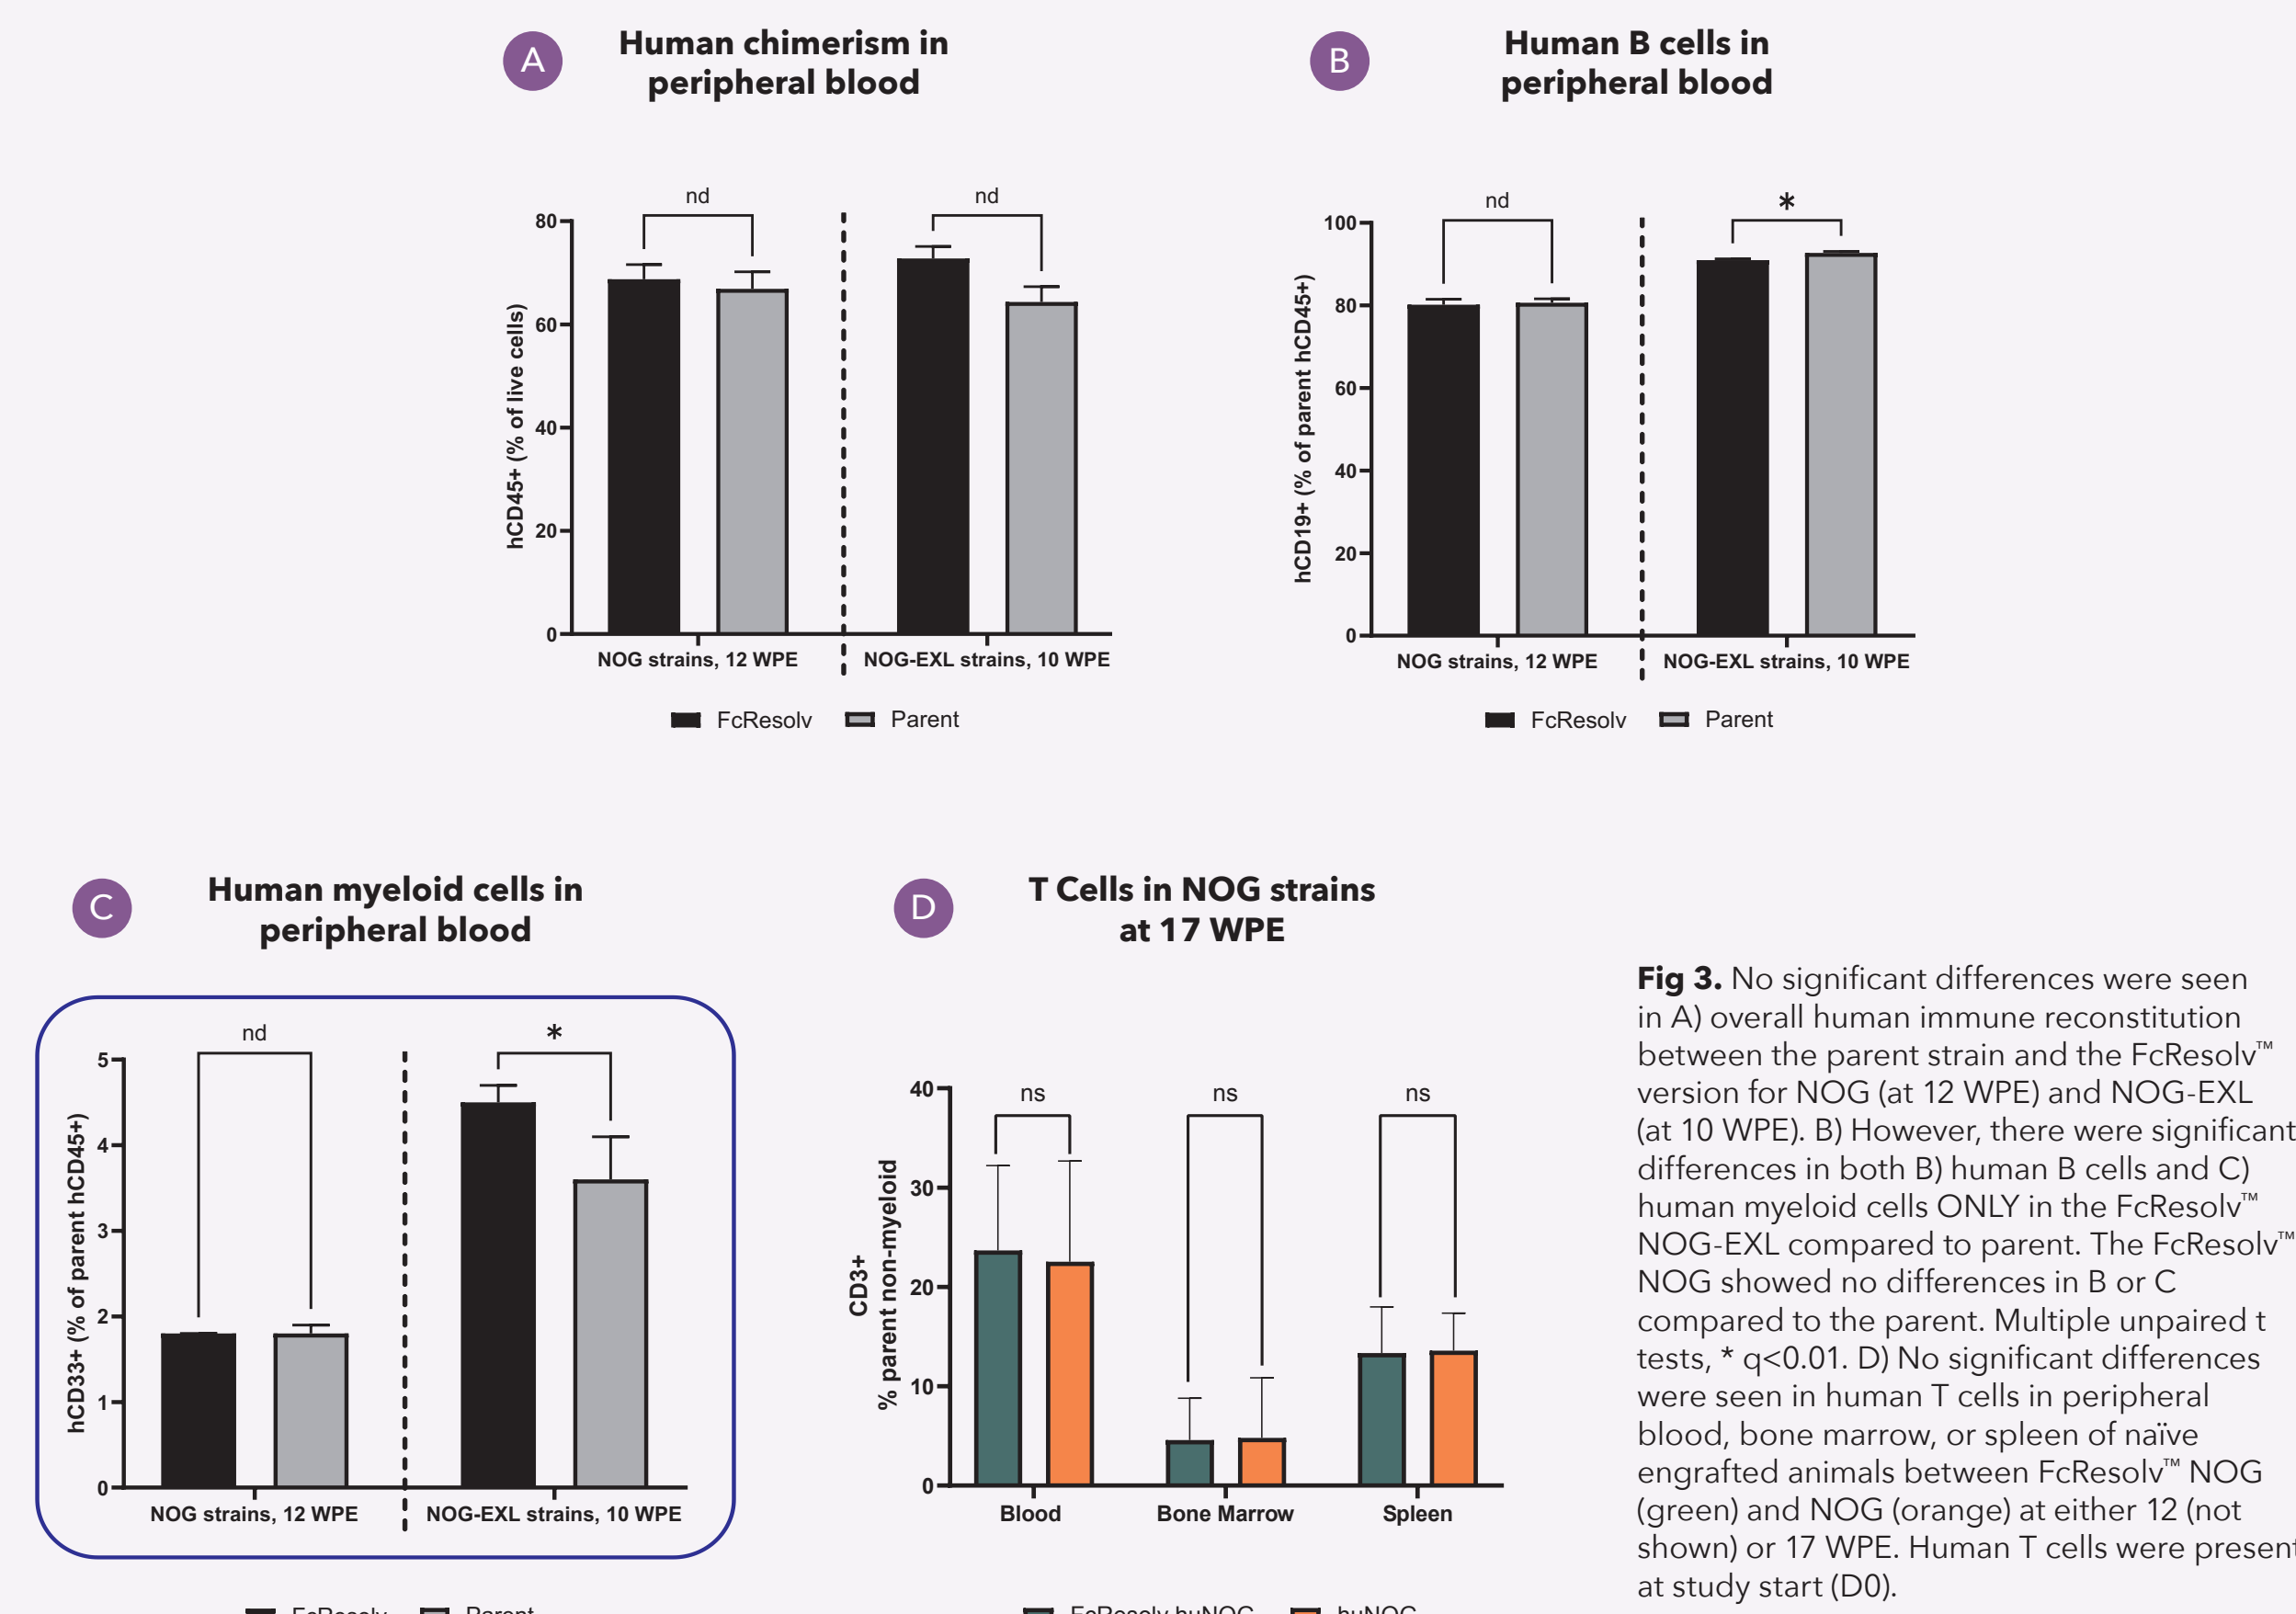 A
Human chimerism in
peripheral blood
nd
nd
80
60
40
20
0
hCD45+ (% of live cells)
NOG strains, 12 WPE
NOG-EXL strains, 10 WPE
FcResolv
Parent
B
Human B cells in
peripheral blood
nd
*
100
80
60
40
20
0
hCD19+ (% of parent hCD45+)
NOG strains, 12 WPE
NOG-EXL strains, 10 WPE
FcResolv
Parent
C
Human myeloid cells in
peripheral blood
nd
*
5
4
3
2
1
0
hCD33+ (% of parent hCD45+)
NOG strains, 12 WPE
NOG-EXL strains, 10 WPE
FcResolv
Parent
D
T Cells in NOG strains
at 17 WPE
ns
ns
ns
40
30
20
10
0
CD3+
% parent non-myeloid
Blood
Bone Marrow
Spleen
FcResolv huNOG
huNOG
Fig 3. No significant differences were seen
in A) overall human immune reconstitution
between the parent strain and the FcResolv™
version for NOG (at 12 WPE) and NOG-EXL
(at 10 WPE). B) However, there were significant
differences in both B) human B cells and C)
human myeloid cells ONLY in the FcResolv™
NOG-EXL compared to parent. The FcResolv™
NOG showed no differences in B or C
compared to the parent. Multiple unpaired t
tests, * q<0.01. D) No significant differences
were seen in human T cells in peripheral
blood, bone marrow, or spleen of naïve
engrafted animals between FcResolv™ NOG
(green) and NOG (orange) at either 12 (not
shown) or 17 WPE. Human T cells were present
at study start (D0).